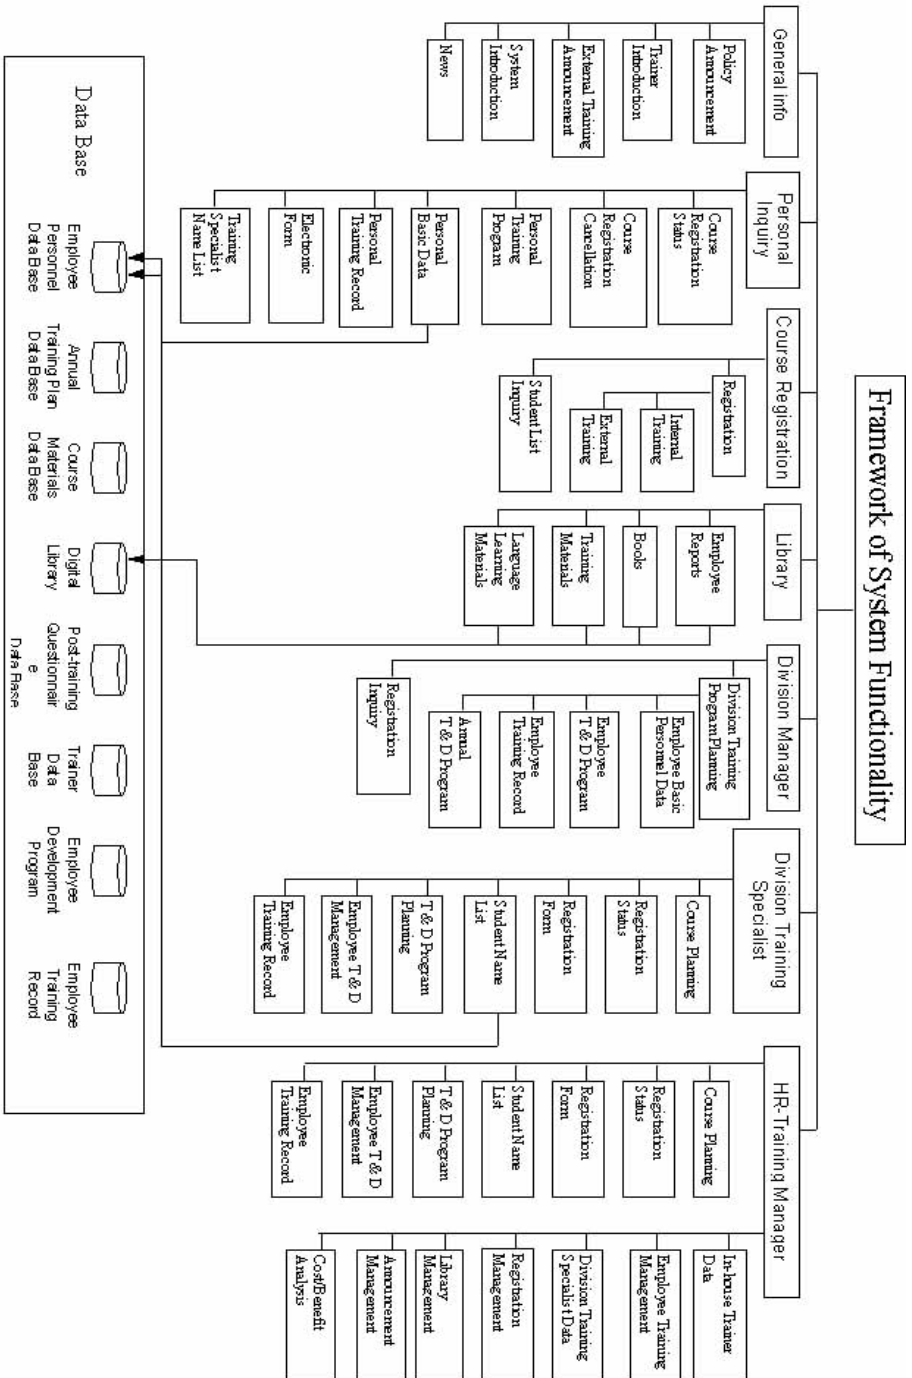 Framework of System Functionality
General info
Policy
Announcement
Trainer
Introduction
External Training
Announcement
System
Introduction
News
Personal
Inquiry
Course
Registration
Status
Course
Registration
Cancellation
Personal
Training
Program
Personal
Basic Data
Personal
Training Record
Electronic
Form
Training
Specialist
Name List
Course Registration
Registration
Internal
Training
External
Training
Student List
Inquiry
Library
Employee
Reports
Books
Training
Materials
Language
Learning
Materials
Division Manager
Division Training
Program Planning
Employee Basic
Personnel Data
Employee
T & D Program
Employee
Training Record
Annual
T & D Program
Registration
Inquiry
Division Training
Specialist
Course Planning
Registration
Status
Registration
Form
Student Name
List
T & D Program
Planning
Employee T & D
Management
Employee
Training Record
HR-Training Manager
Course Planning
Registration
Status
Registration
Form
Student Name
List
T & D Program
Planning
Employee T & D
Management
Employee
Training Record
In-house Trainer
Data
Employee Training
Management
Division Training
Specialist Data
Registration
Management
Library
Management
Announcement
Management
Cost/Benefit
Analysis
Data Base
Employee
Personnel
Data Base
Annual
Training Plan
Data Base
Course
Materials
Data Base
Digital
Library
Post-training
Questionnair
e
Data Base
Trainer
Data
Base
Employee
Development
Program
Employee
Training
Record